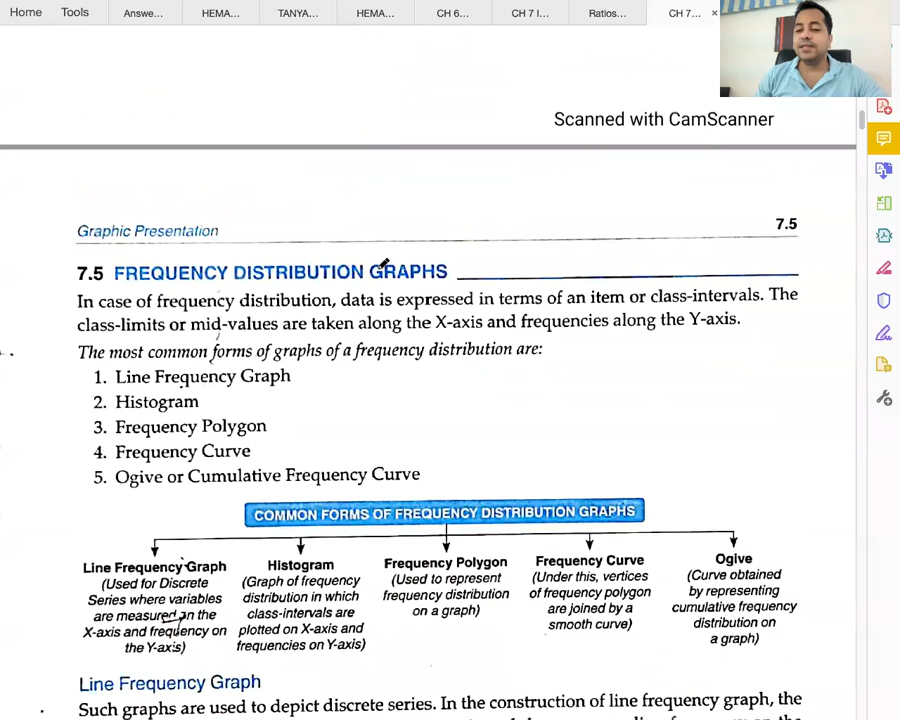 Home Tools Answe... HEMA... TANYA... HEMA... CH 6... CH 7 I... Ratios... CH 7... ×
Scanned with CamScanner
Graphic Presentation 7.5
7.5 FREQUENCY DISTRIBUTION GRAPHS
In case of frequency distribution, data is expressed in terms of an item or class-intervals. The
class-limits or mid-values are taken along the X-axis and frequencies along the Y-axis.
The most common forms of graphs of a frequency distribution are:
1. Line Frequency Graph
2. Histogram
3. Frequency Polygon
4. Frequency Curve
5. Ogive or Cumulative Frequency Curve
COMMON FORMS OF FREQUENCY DISTRIBUTION GRAPHS
Line Frequency Graph
(Used for Discrete
Series where variables
are measured on the
X-axis and frequency on
the Y-axis)
Histogram
(Graph of frequency
distribution in which
class-intervals are
plotted on X-axis and
frequencies on Y-axis)
Frequency Polygon
(Used to represent
frequency distribution
on a graph)
Frequency Curve
(Under this, vertices
of frequency polygon
are joined by a
smooth curve)
Ogive
(Curve obtained
by representing
cumulative frequency
distribution on
a graph)
Line Frequency Graph
Such graphs are used to depict discrete series. In the construction of line frequency graph, the